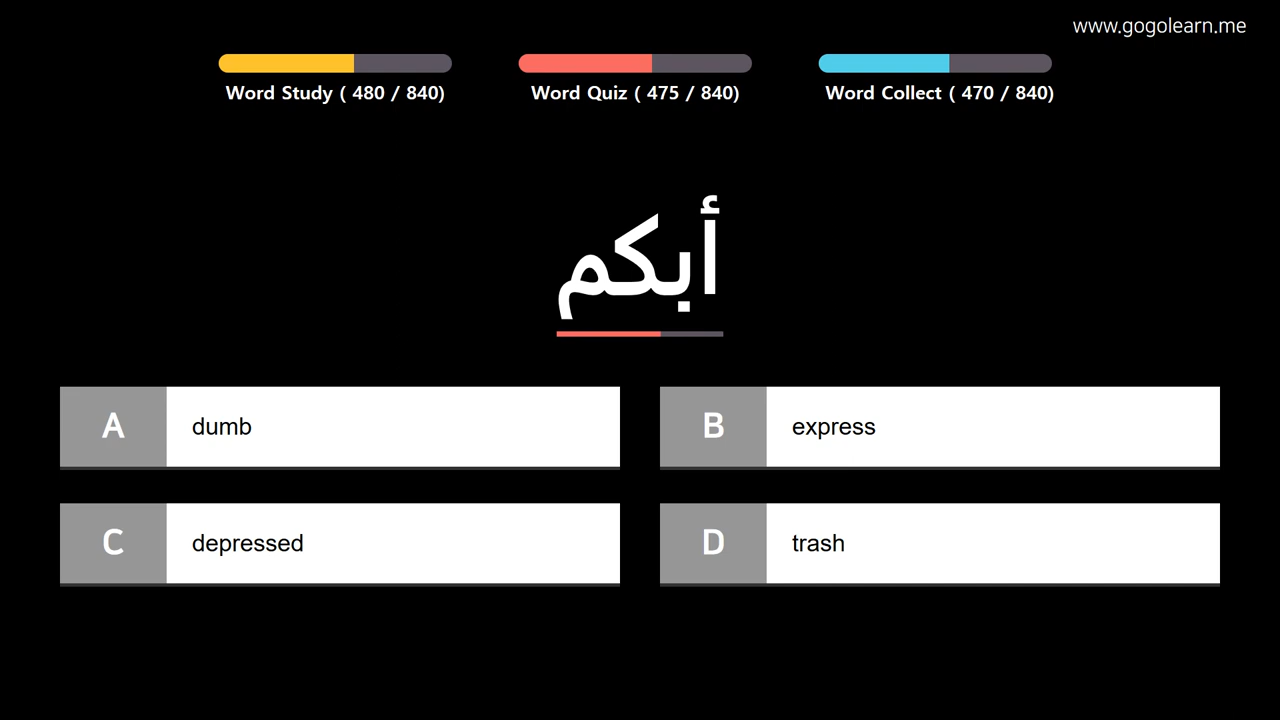 www.gogolearn.me
Word Study ( 480 / 840)
Word Quiz ( 475 / 840)
Word Collect ( 470 / 840)
أبكم
A dumb
B express
C depressed
D trash